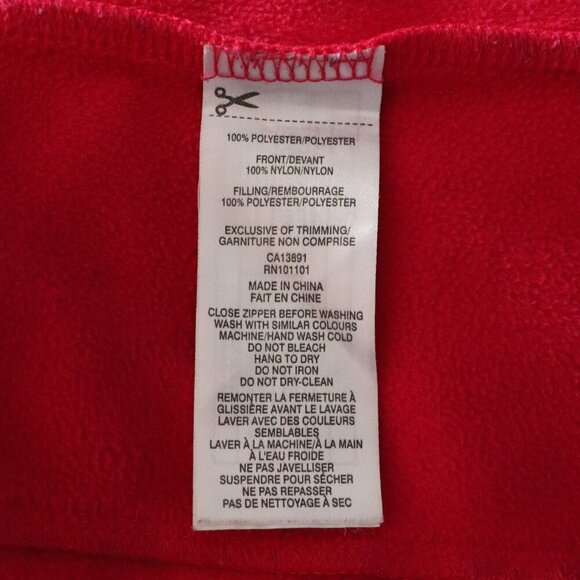 100% POLYESTER/POLYESTER
FRONT/DEVANT
100% NYLON/NYLON
FILLING/REMBOURRAGE
100% POLYESTER/POLYESTER
EXCLUSIVE OF TRIMMING/
GARNITURE NON COMPRISE
CA13891
RN101101
MADE IN CHINA
FAIT EN CHINE
CLOSE ZIPPER BEFORE WASHING
WASH WITH SIMILAR COLOURS
MACHINE/HAND WASH COLD
DO NOT BLEACH
HANG TO DRY
DO NOT IRON
DO NOT DRY-CLEAN
REMONTER LA FERMETURE À
GLISSIÈRE AVANT LE LAVAGE
LAVER AVEC DES COULEURS
SEMBLABLES
LAVER À LA MACHINE/À LA MAIN
À L'EAU FROIDE
NE PAS JAVELLISER
SUSPENDRE POUR SÉCHER
NE PAS REPASSER
PAS DE NETTOYAGE À SEC